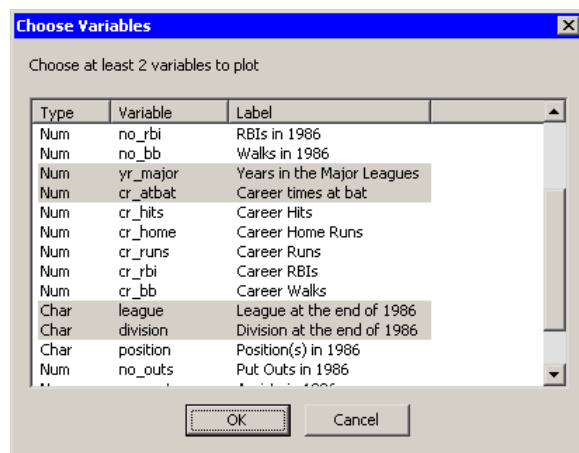 Choose Variables
Choose at least 2 variables to plot
Type Variable Label
Num no_rbi RBIs in 1986
Num no_bb Walks in 1986
Num yr_major Years in the Major Leagues
Num cr_atbat Career times at bat
Num cr_hits Career Hits
Num cr_home Career Home Runs
Num cr_runs Career Runs
Num cr_rbi Career RBIs
Num cr_bb Career Walks
Char league League at the end of 1986
Char division Division at the end of 1986
Char position Position(s) in 1986
Num no_outs Put Outs in 1986
OK Cancel